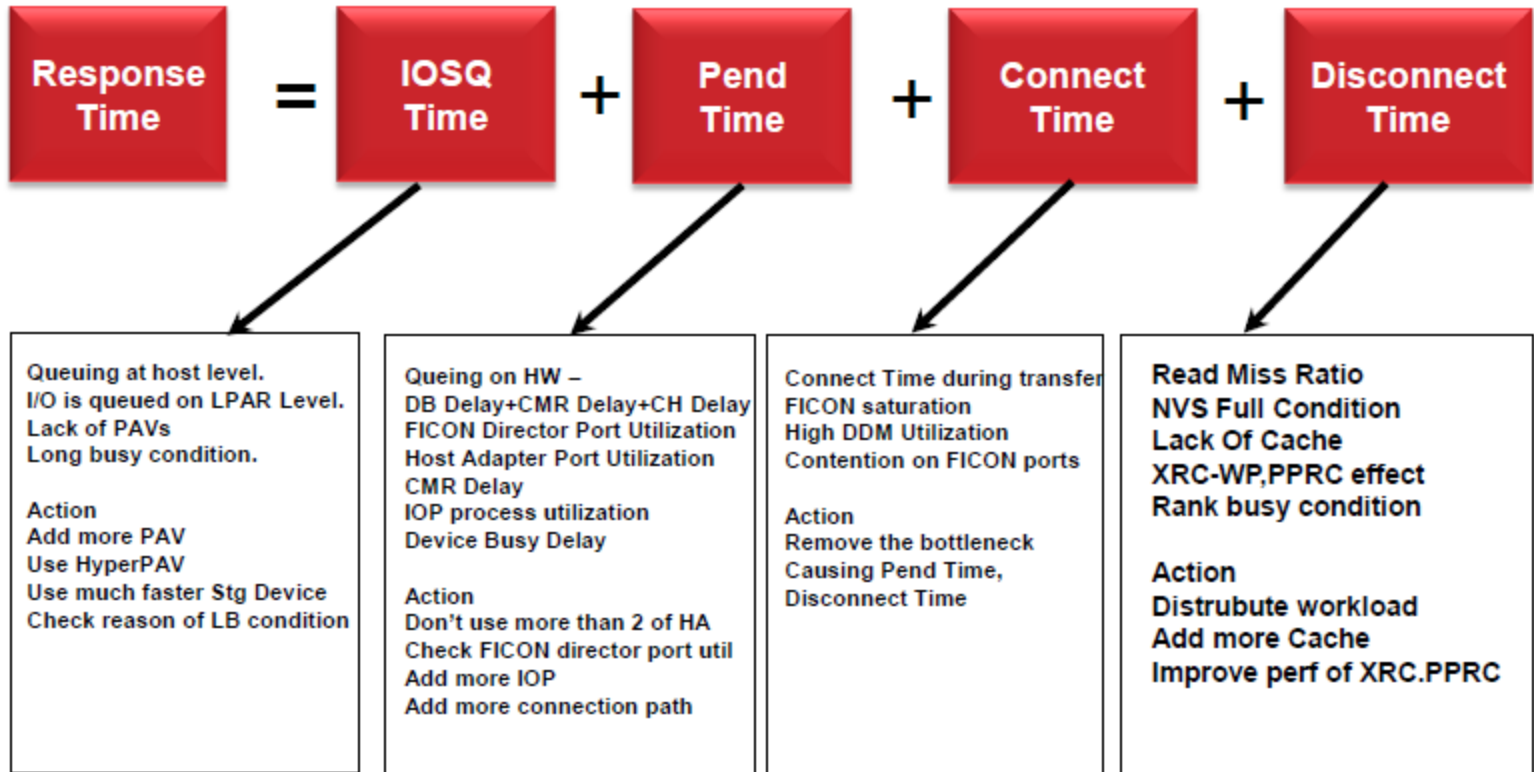 Response
Time
=
IOSQ
Time
+
Pend
Time
+
Connect
Time
+
Disconnect
Time
Queuing at host level.
I/O is queued on LPAR Level.
Lack of PAVs
Long busy condition.
Action
Add more PAV
Use HyperPAV
Use much faster Stg Device
Check reason of LB condition
Queing on HW –
DB Delay+CMR Delay+CH Delay
FICON Director Port Utilization
Host Adapter Port Utilization
CMR Delay
IOP process utilization
Device Busy Delay
Action
Don't use more than 2 of HA
Check FICON director port util
Add more IOP
Add more connection path
Connect Time during transfer
FICON saturation
High DDM Utilization
Contention on FICON ports
Action
Remove the bottleneck
Causing Pend Time,
Disconnect Time
Read Miss Ratio
NVS Full Condition
Lack Of Cache
XRC-WP,PPRC effect
Rank busy condition
Action
Distrubute workload
Add more Cache
Improve perf of XRC.PPRC